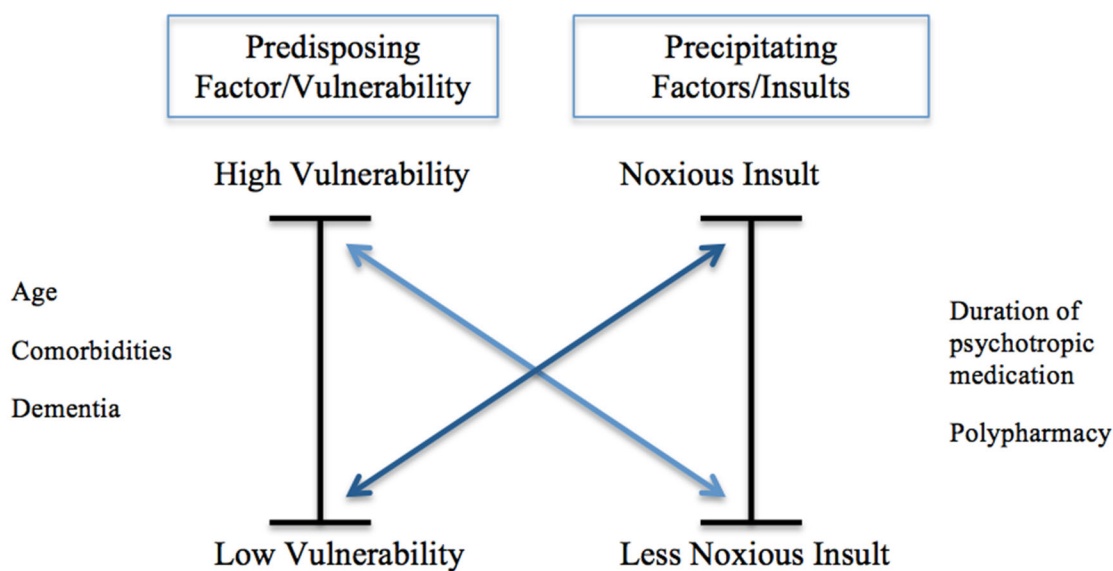 Predisposing
Factor/Vulnerability
Precipitating
Factors/Insults
High Vulnerability
Noxious Insult
Age
Comorbidities
Dementia
Duration of
psychotropic
medication
Polypharmacy
Low Vulnerability
Less Noxious Insult